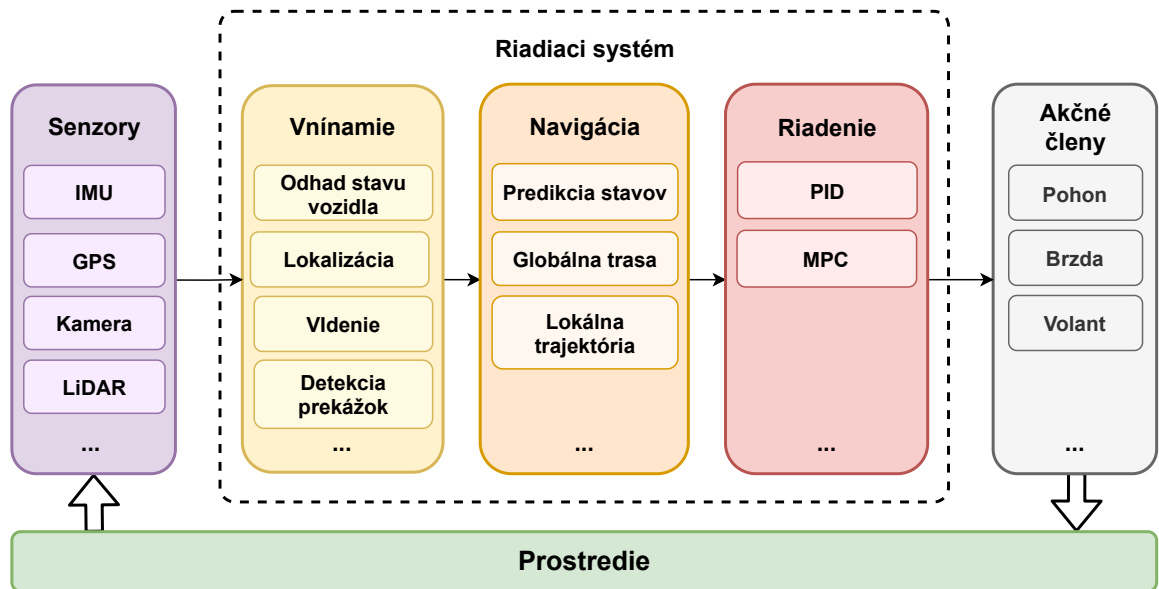 Riadiaci systém
Senzory
IMU
GPS
Kamera
LiDAR
...
Vnínamie
Odhad stavu
vozidla
Lokalizácia
VIdenie
Detekcia
prekážok
...
Navigácia
Predikcia stavov
Globálna trasa
Lokálna
trajektória
...
Riadenie
PID
MPC
...
Akčné
členy
Pohon
Brzda
Volant
...
Prostredie